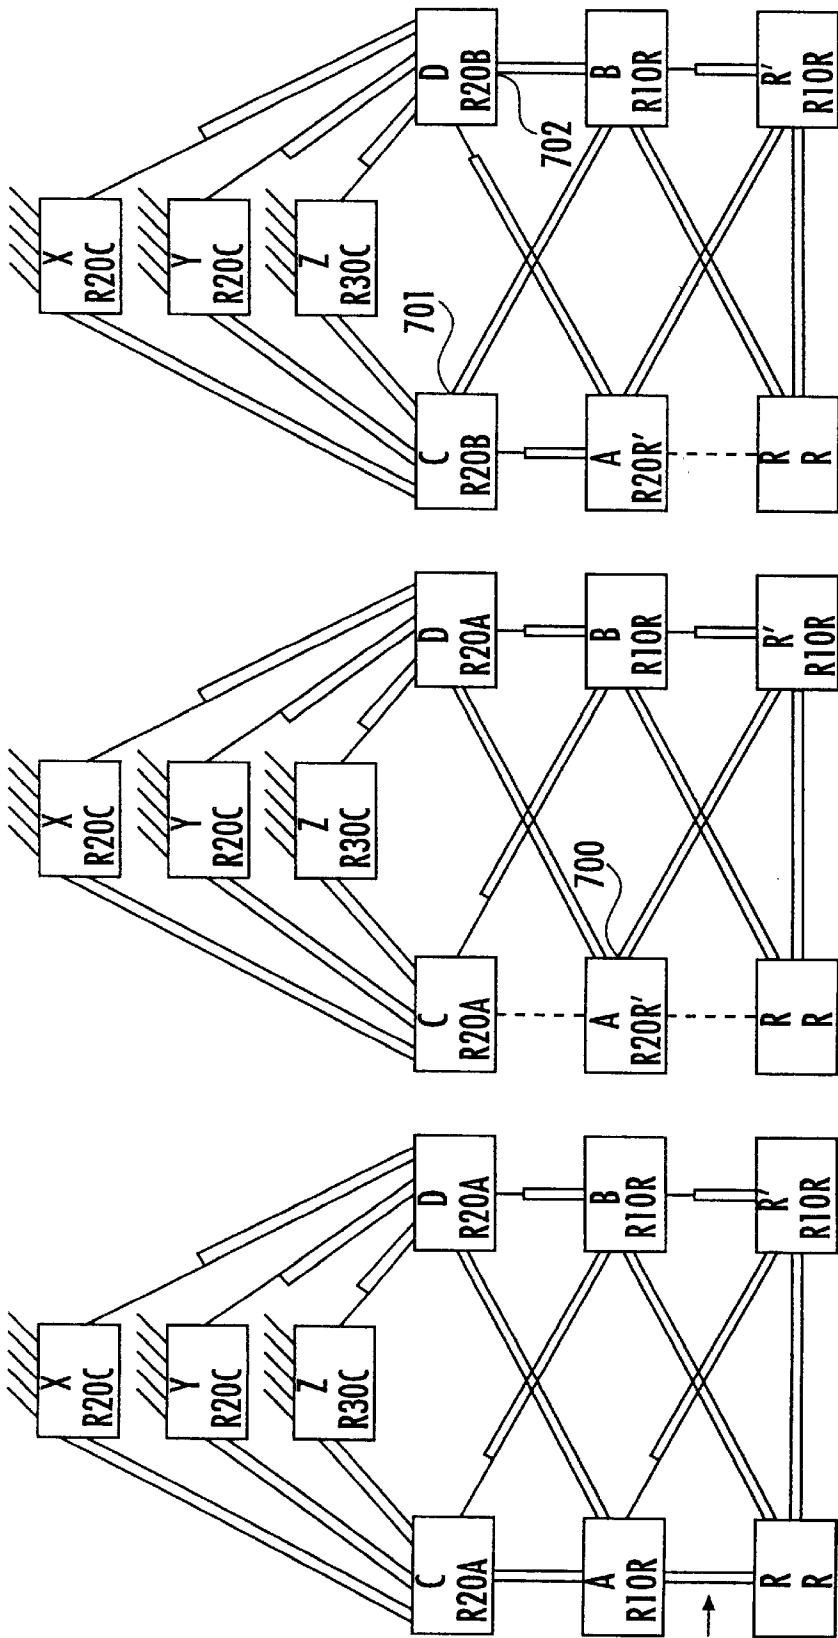 X
R20C
Y
R20C
Z
R30C
C
R20A
D
R20A
A
R10R
B
R10R
R
R
R'
R10R
X
R20C
Y
R20C
Z
R30C
C
R20A
D
R20A
700
A
R20R'
B
R10R
R
R
R'
R10R
X
R20C
Y
R20C
Z
R30C
701
C
R20B
D
R20B
702
A
R20R'
B
R10R
R
R
R'
R10R